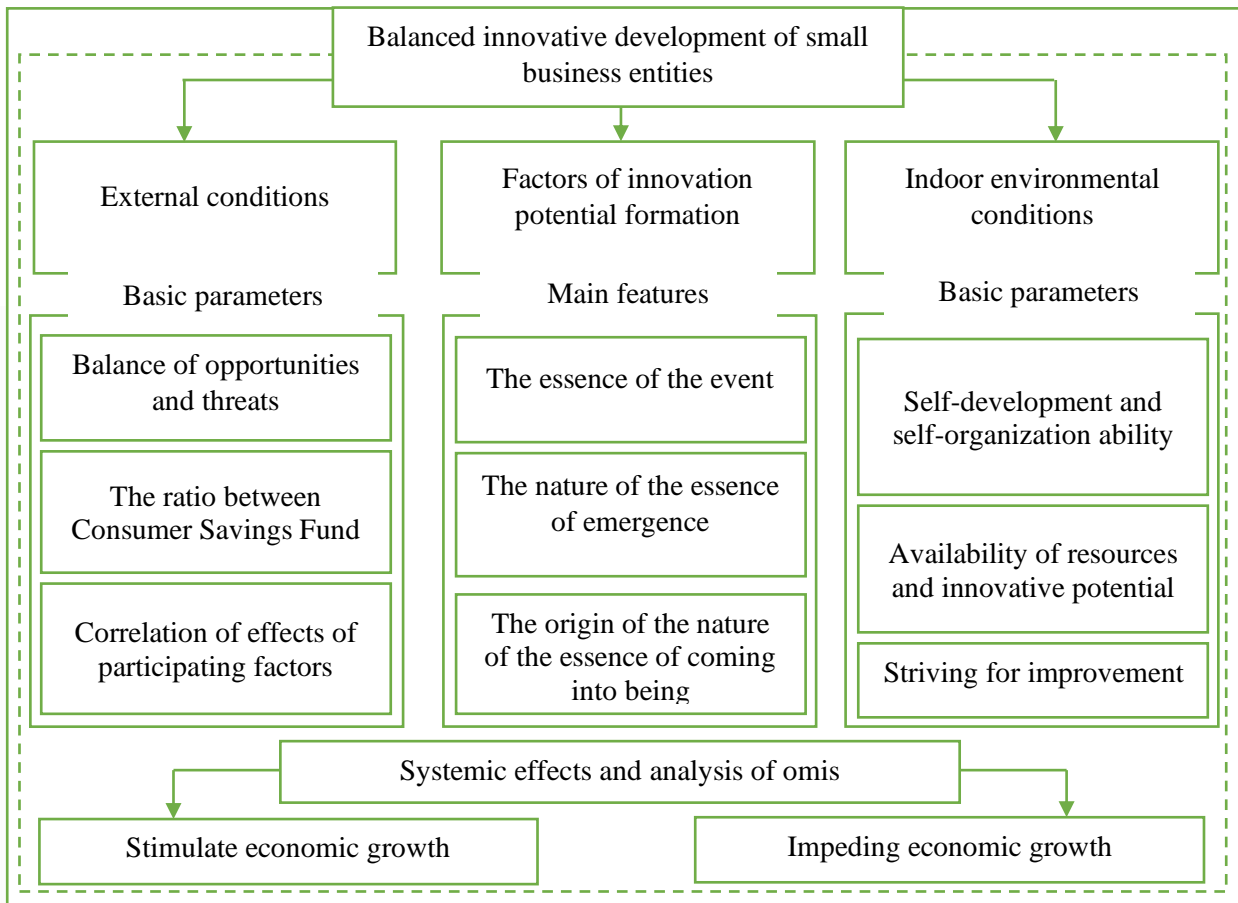 Balanced innovative development of small
business entities
External conditions
Factors of innovation
potential formation
Indoor environmental
conditions
Basic parameters
Main features
Basic parameters
Balance of opportunities
and threats
The ratio between
Consumer Savings Fund
Correlation of effects of
participating factors
The essence of the event
The nature of the essence
of emergence
The origin of the nature
of the essence of coming
into being
Self-development and
self-organization ability
Availability of resources
and innovative potential
Striving for improvement
Systemic effects and analysis of omis
Stimulate economic growth
Impeding economic growth